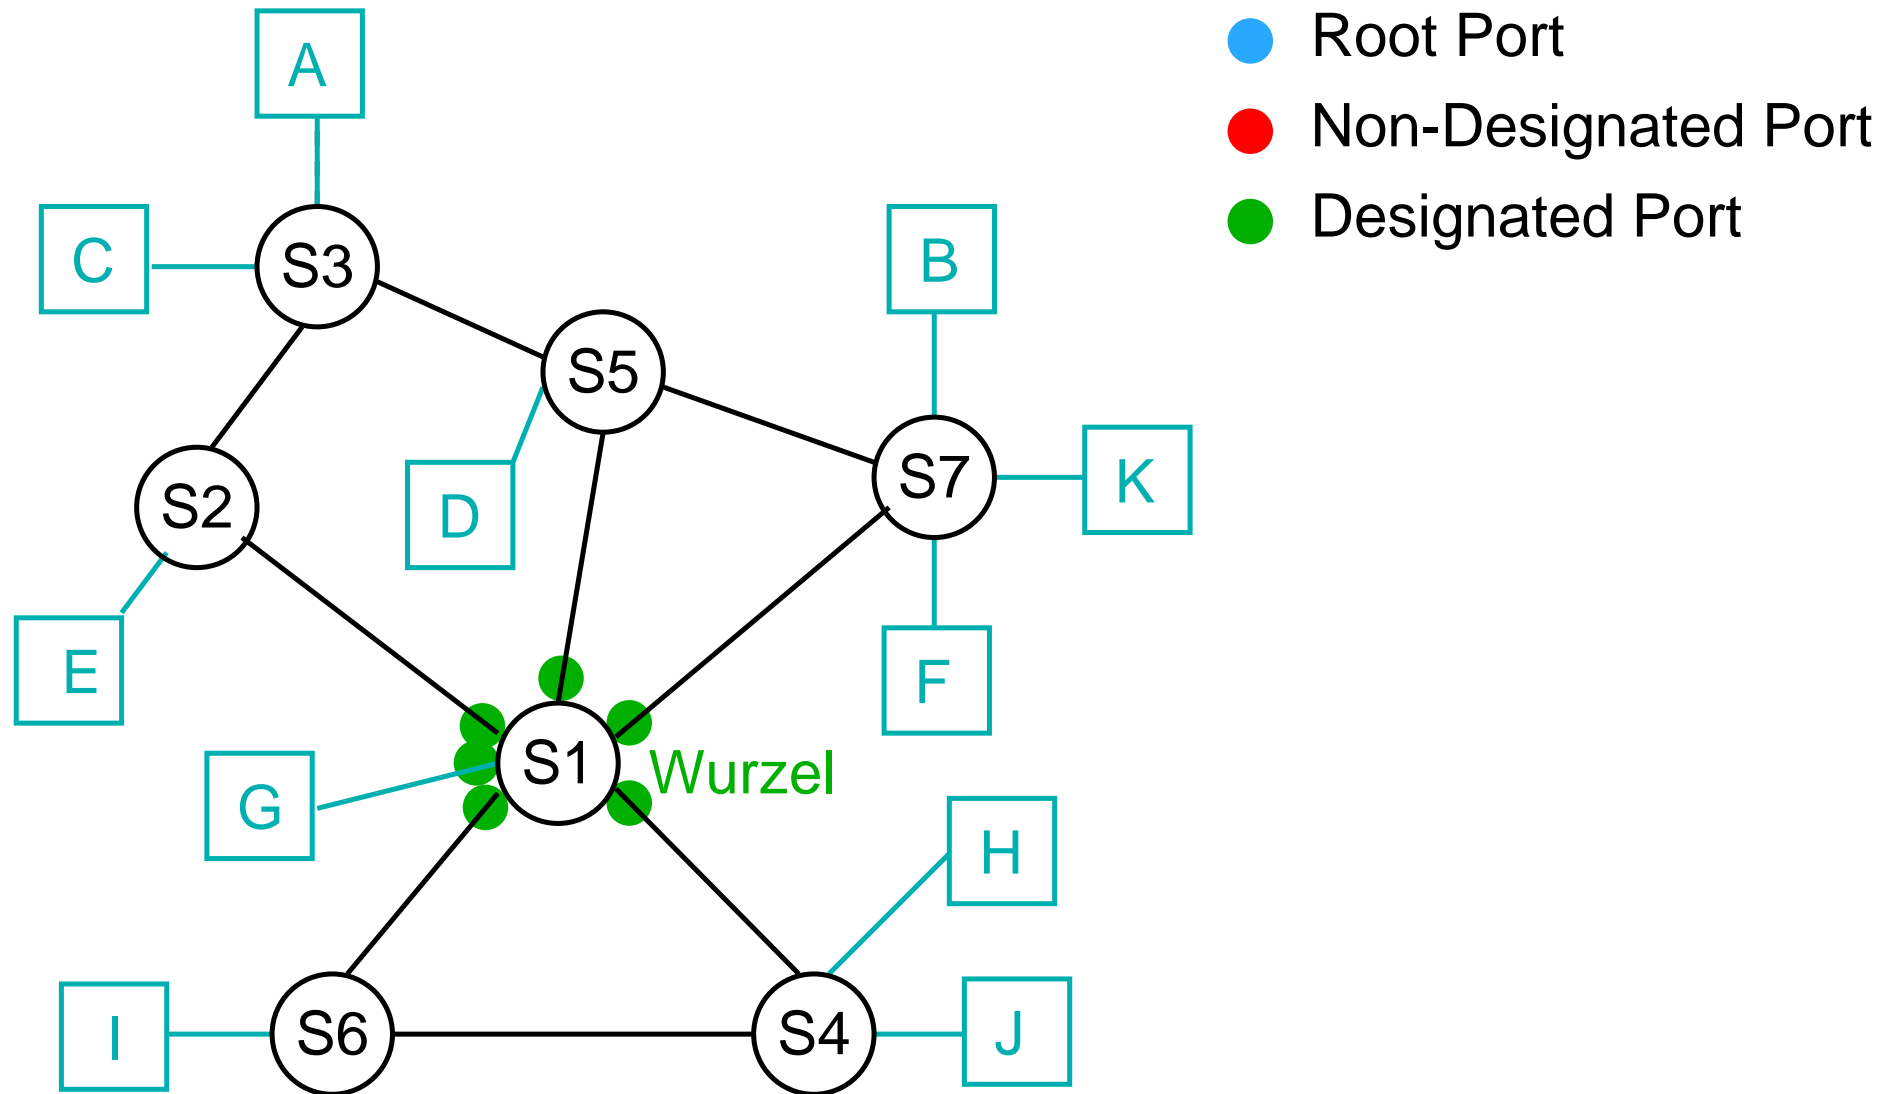 Root Port
Non-Designated Port
Designated Port
A
C
S3
B
S5
S7
K
S2
D
E
F
S1
Wurzel
G
H
I
S6
S4
J